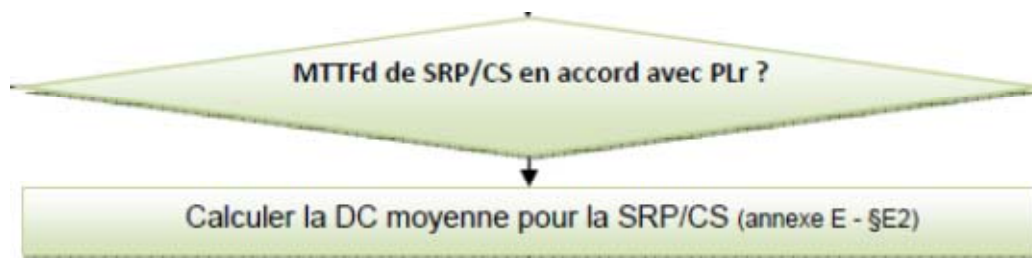 MTTFd de SRP/CS en accord avec PLr ?
Calculer la DC moyenne pour la SRP/CS (annexe E - §E2)